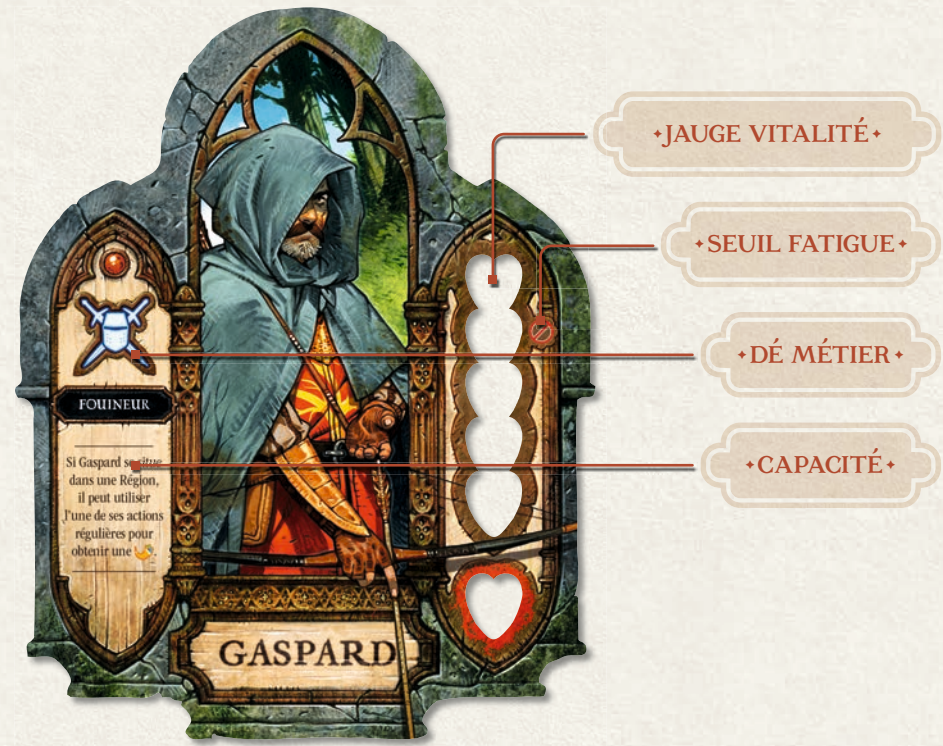 JAUGE VITALITÉ
SEUIL FATIGUE
DÉ MÉTIER
CAPACITÉ
FOUINEUR
Si Gaspard se situe
dans une Région,
il peut utiliser
l'une de ses actions
régulières pour
obtenir une .
GASPARD